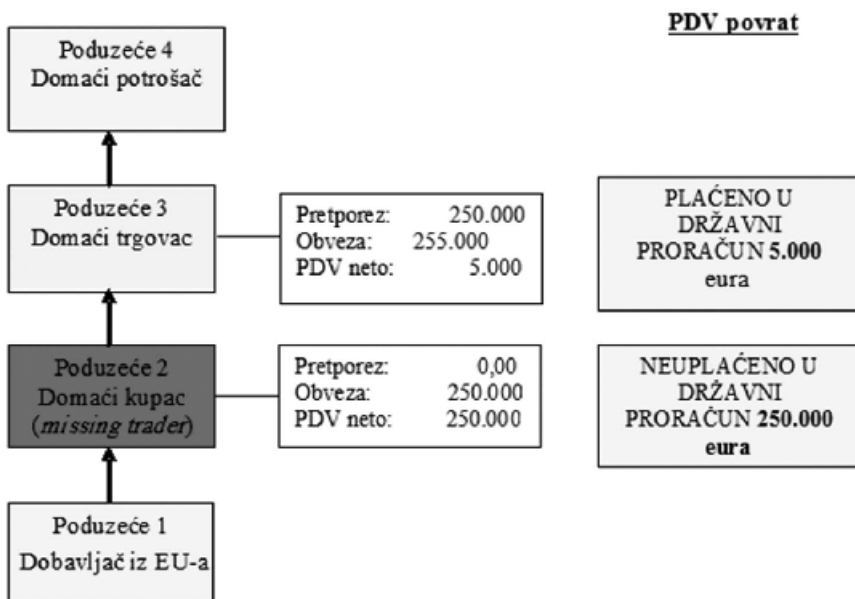 PDV povrat
Poduzeće 4
Domaći potrošač
Poduzeće 3
Domaći trgovac
Pretporez: 250.000
Obveza: 255.000
PDV neto: 5.000
PLAĆENO U
DRŽAVNI
PRORAČUN 5.000
eura
Poduzeće 2
Domaći kupac
(missing trader)
Pretporez: 0,00
Obveza: 250.000
PDV neto: 250.000
NEUPLAĆENO U
DRŽAVNI
PRORAČUN 250.000
eura
Poduzeće 1
Dobavljač iz EU-a